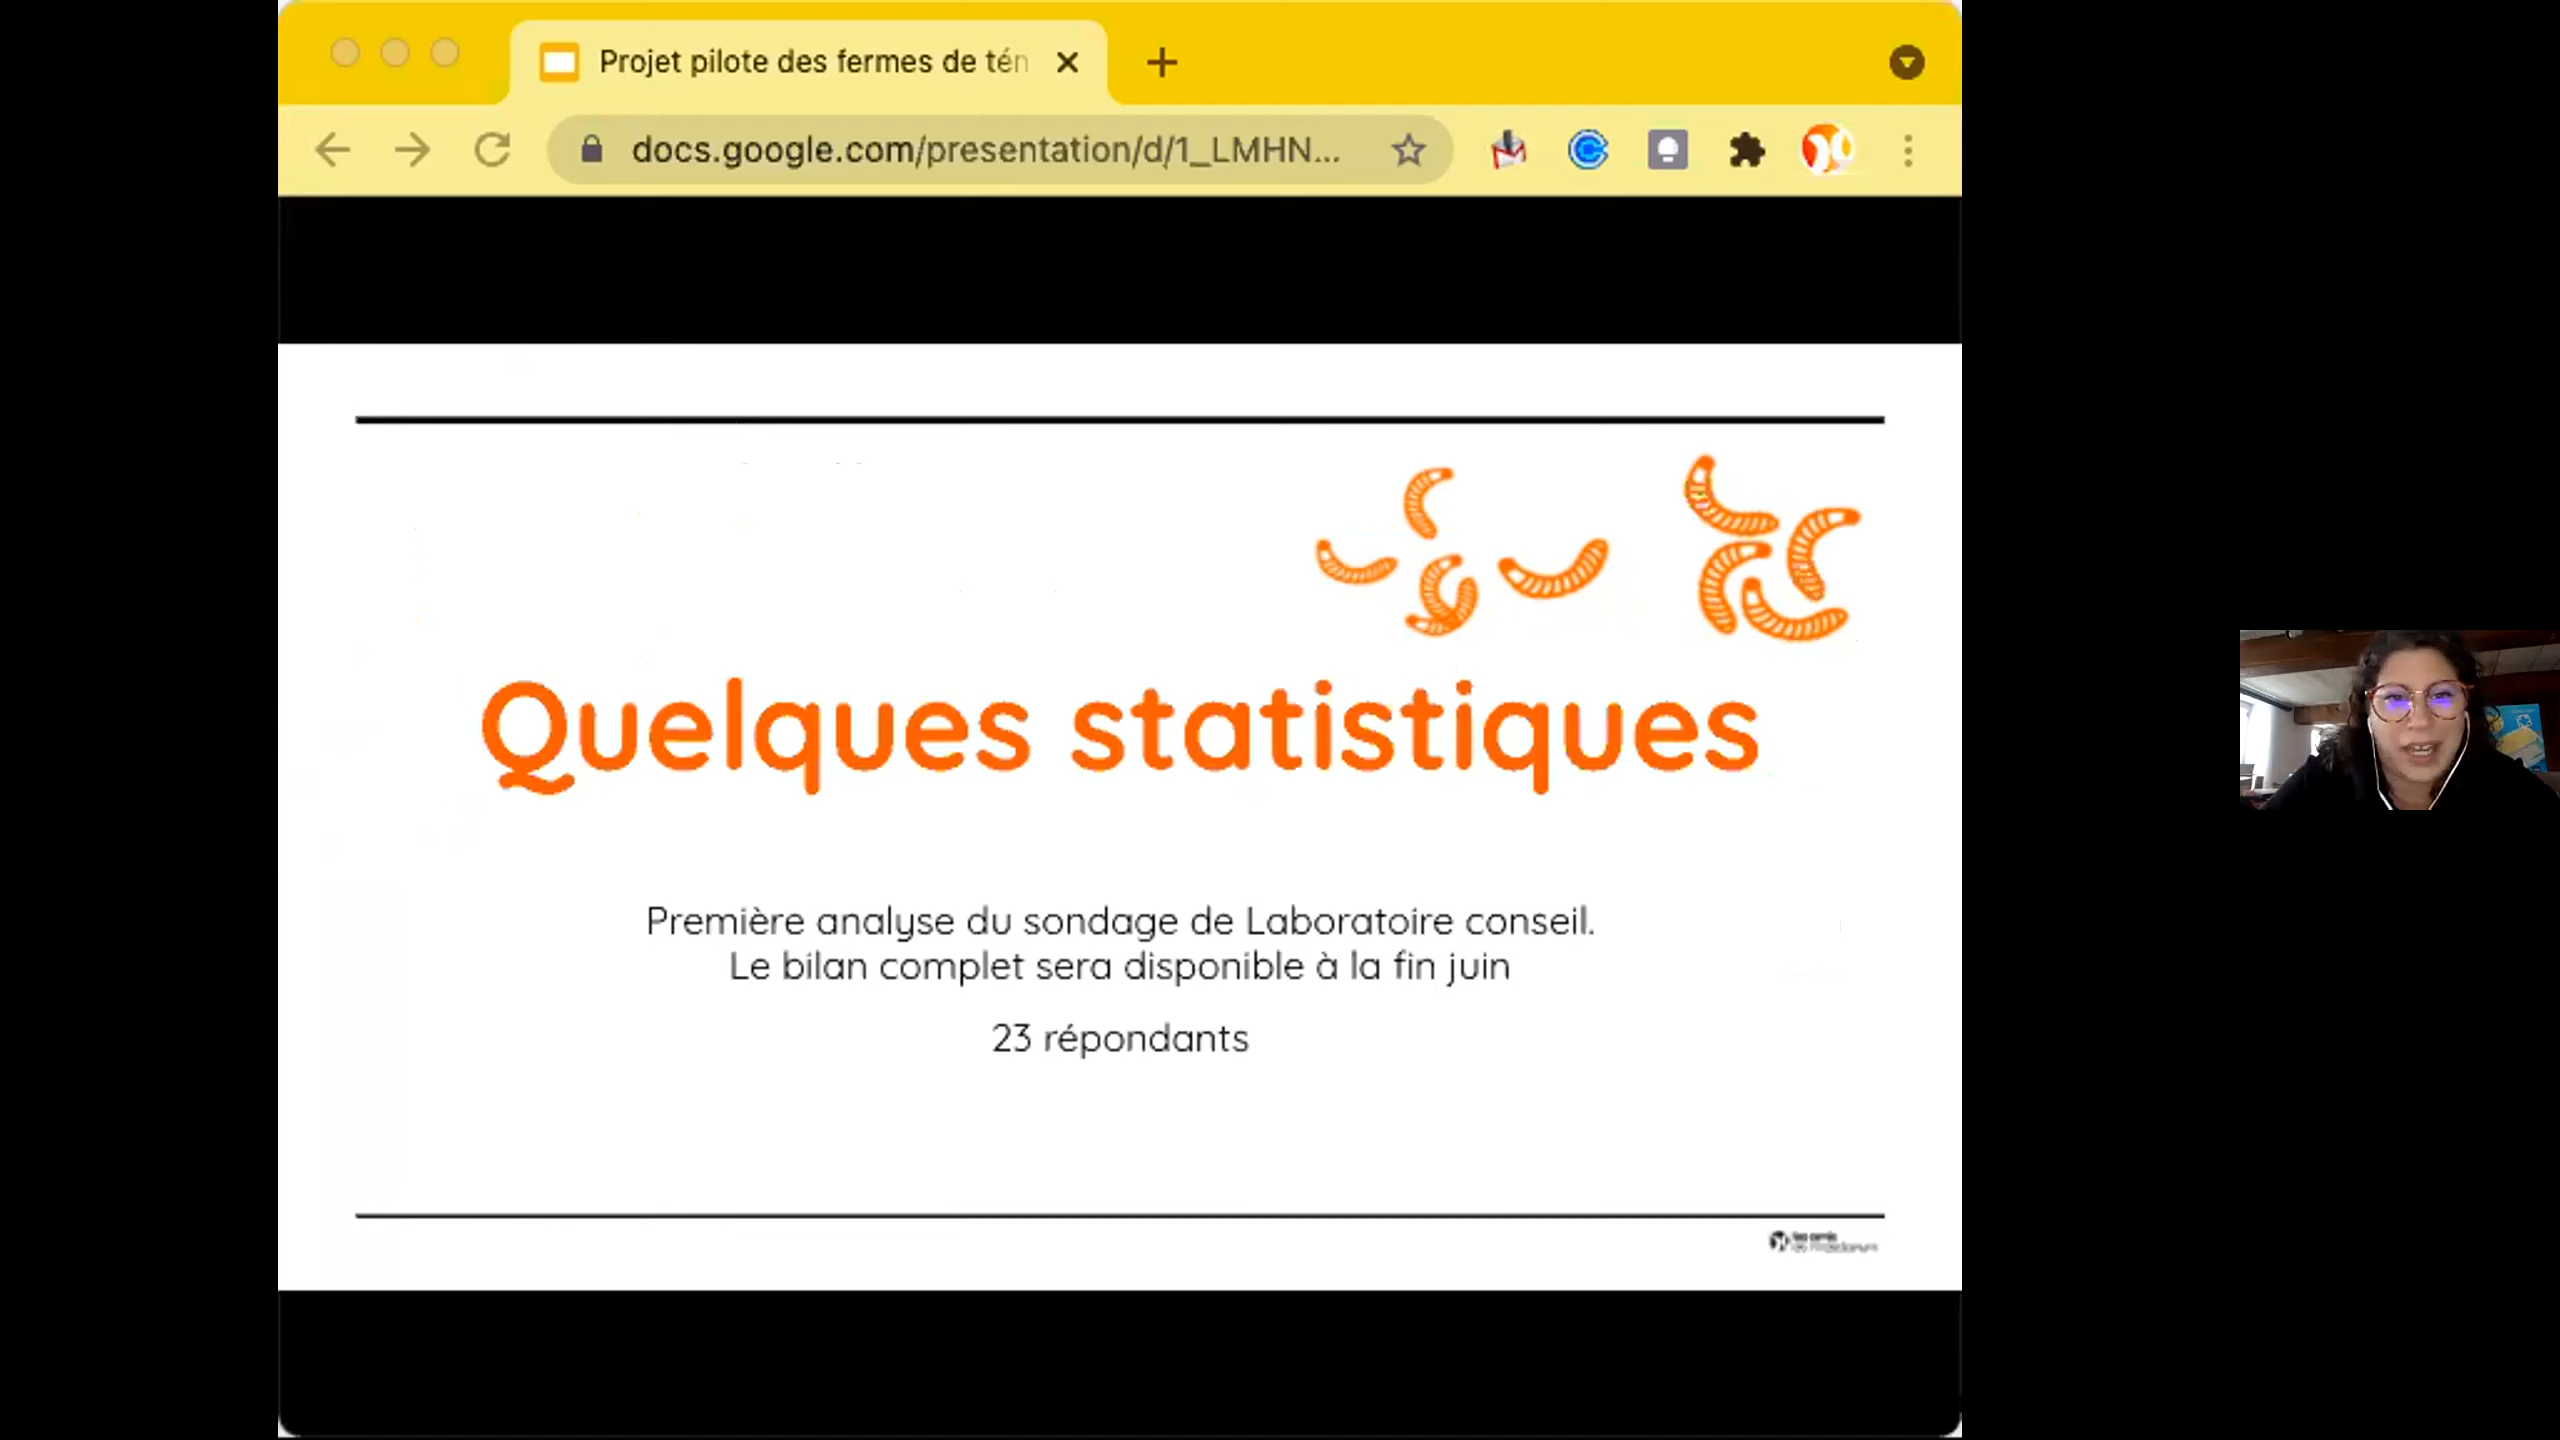 Projet pilote des fermes de tén
docs.google.com/presentation/d/1_LMHN...
Quelques statistiques
Première analyse du sondage de Laboratoire conseil.
Le bilan complet sera disponible à la fin juin
23 répondants